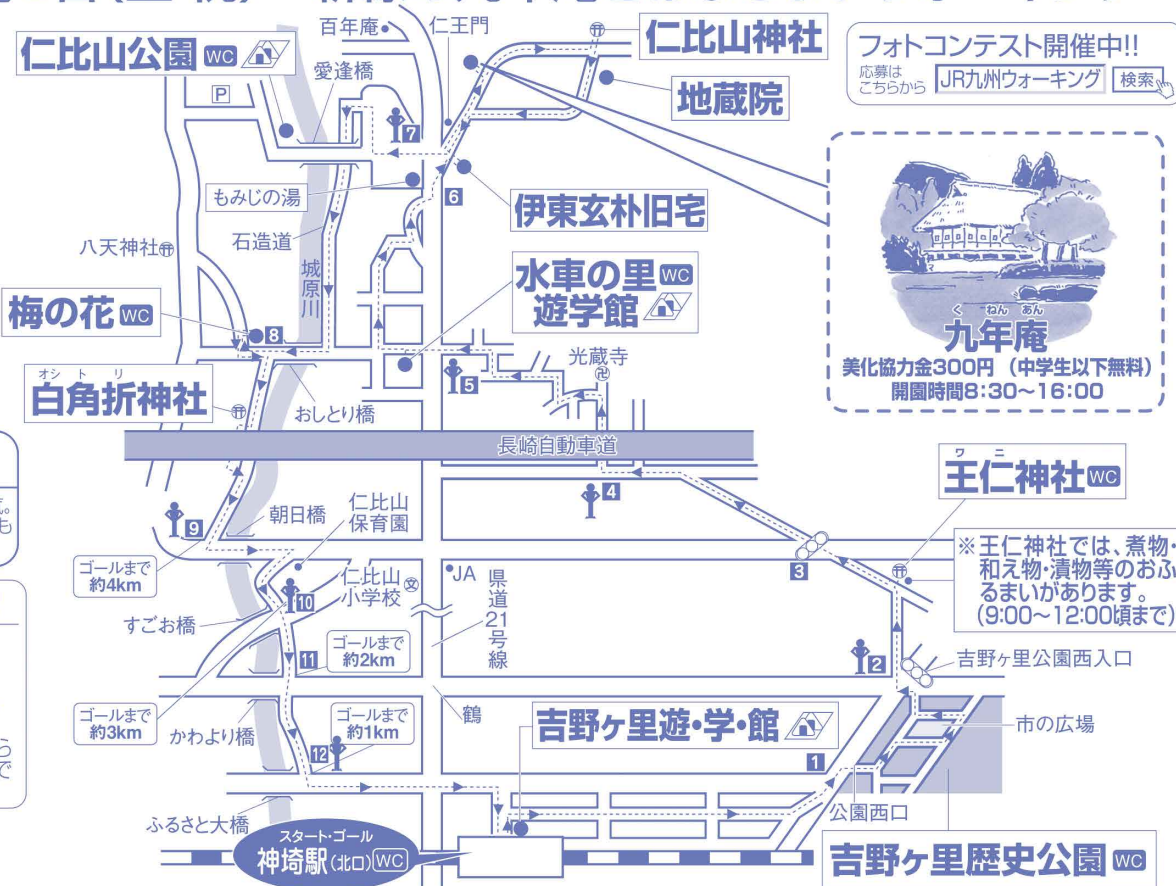 百年庵
仁王門
仁比山神社
仁比山公園 WC
愛逢橋
P
地蔵院
フォトコンテスト開催中!!
応募は
こちらから
JR九州ウォーキング 検索
7
もみじの湯
6
伊東玄朴旧宅
八天神社
石造道
城原川
水車の里 WC
遊学館
梅の花 WC
8
光蔵寺
5
く ねん あん
九年庵
美化協力金300円 (中学生以下無料)
開園時間8:30~16:00
オシトリ
白角折神社
おしとり橋
長崎自動車道
4
ワニ
王仁神社 WC
9
朝日橋
仁比山
保育園
ゴールまで
約4km
3
※王仁神社では、煮物・
和え物・漬物等のおふ
るまいがあります。
(9:00~12:00頃まで)
JA
仁比山
小学校
文
県道21号線
10
すごお橋
11
ゴールまで
約2km
2
吉野ヶ里公園西入口
ゴールまで
約3km
かわより橋
ゴールまで
約1km
鶴
吉野ヶ里遊・学・館
市の広場
12
1
公園西口
ふるさと大橋
スタート・ゴール
神埼駅(北口) WC
吉野ヶ里歴史公園 WC